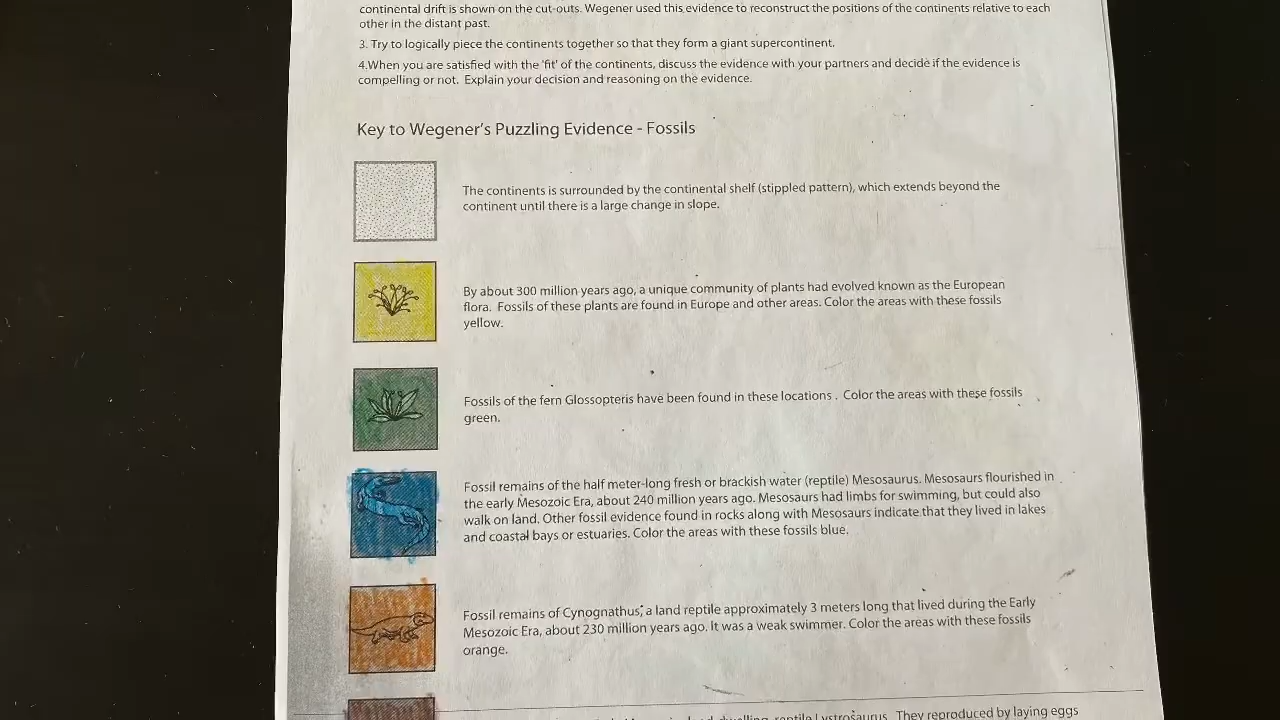 continental drift is shown on the cut-outs. Wegener used this evidence to reconstruct the positions of the continents relative to each
other in the distant past.
3. Try to logically piece the continents together so that they form a giant supercontinent.
4.When you are satisfied with the 'fit' of the continents, discuss the evidence with your partners and decide if the evidence is
compelling or not. Explain your decision and reasoning on the evidence.
Key to Wegener's Puzzling Evidence - Fossils
The continents is surrounded by the continental shelf (stippled pattern), which extends beyond the
continent until there is a large change in slope.
By about 300 million years ago, a unique community of plants had evolved known as the European
flora. Fossils of these plants are found in Europe and other areas. Color the areas with these fossils
yellow.
Fossils of the fern Glossopteris have been found in these locations . Color the areas with these fossils
green.
Fossil remains of the half meter-long fresh or brackish water (reptile) Mesosaurus. Mesosaurs flourished in
the early Mesozoic Era, about 240 million years ago. Mesosaurs had limbs for swimming, but could also
walk on land. Other fossil evidence found in rocks along with Mesosaurs indicate that they lived in lakes
and coastal bays or estuaries. Color the areas with these fossils blue.
Fossil remains of Cynognathus, a land reptile approximately 3 meters long that lived during the Early
Mesozoic Era, about 230 million years ago. It was a weak swimmer. Color the areas with these fossils
orange.
reptile Lystrosaurus. They reproduced by laying eggs